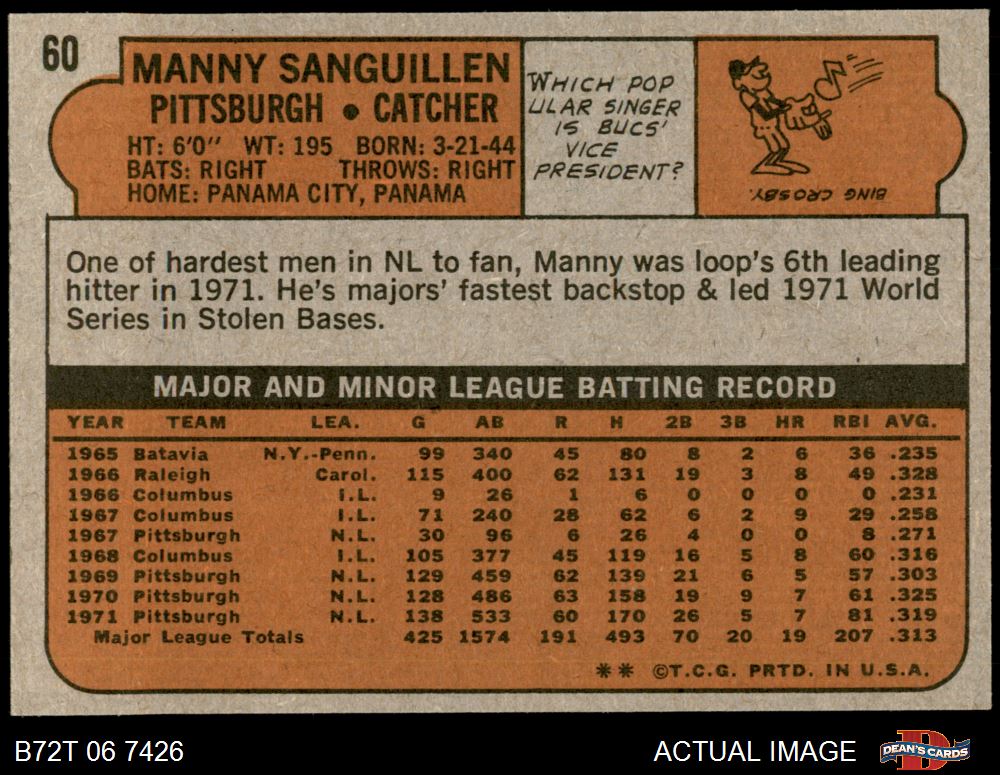 60
MANNY SANGUILLEN
PITTSBURGH • CATCHER
HT: 6'0" WT: 195 BORN: 3-21-44
BATS: RIGHT THROWS: RIGHT
HOME: PANAMA CITY, PANAMA
WHICH POP
ULAR SINGER
IS BUCS'
VICE
PRESIDENT?
BING CROSBY.
One of hardest men in NL to fan, Manny was loop's 6th leading
hitter in 1971. He's majors' fastest backstop & led 1971 World
Series in Stolen Bases.
MAJOR AND MINOR LEAGUE BATTING RECORD
YEAR TEAM LEA. G AB R H 2B 3B HR RBI AVG.
1965 Batavia N.Y.-Penn. 99 340 45 80 8 2 6 36 .235
1966 Raleigh Carol. 115 400 62 131 19 3 8 49 .328
1966 Columbus I.L. 9 26 1 6 0 0 0 0 .231
1967 Columbus I.L. 71 240 28 62 6 2 9 29 .258
1967 Pittsburgh N.L. 30 96 6 26 4 0 0 8 .271
1968 Columbus I.L. 105 377 45 119 16 5 8 60 .316
1969 Pittsburgh N.L. 129 459 62 139 21 6 5 57 .303
1970 Pittsburgh N.L. 128 486 63 158 19 9 7 61 .325
1971 Pittsburgh N.L. 138 533 60 170 26 5 7 81 .319
Major League Totals 425 1574 191 493 70 20 19 207 .313
** ©T.C.G. PRTD. IN U.S.A.
B72T 06 7426
ACTUAL IMAGE
D
DEAN'S CARDS